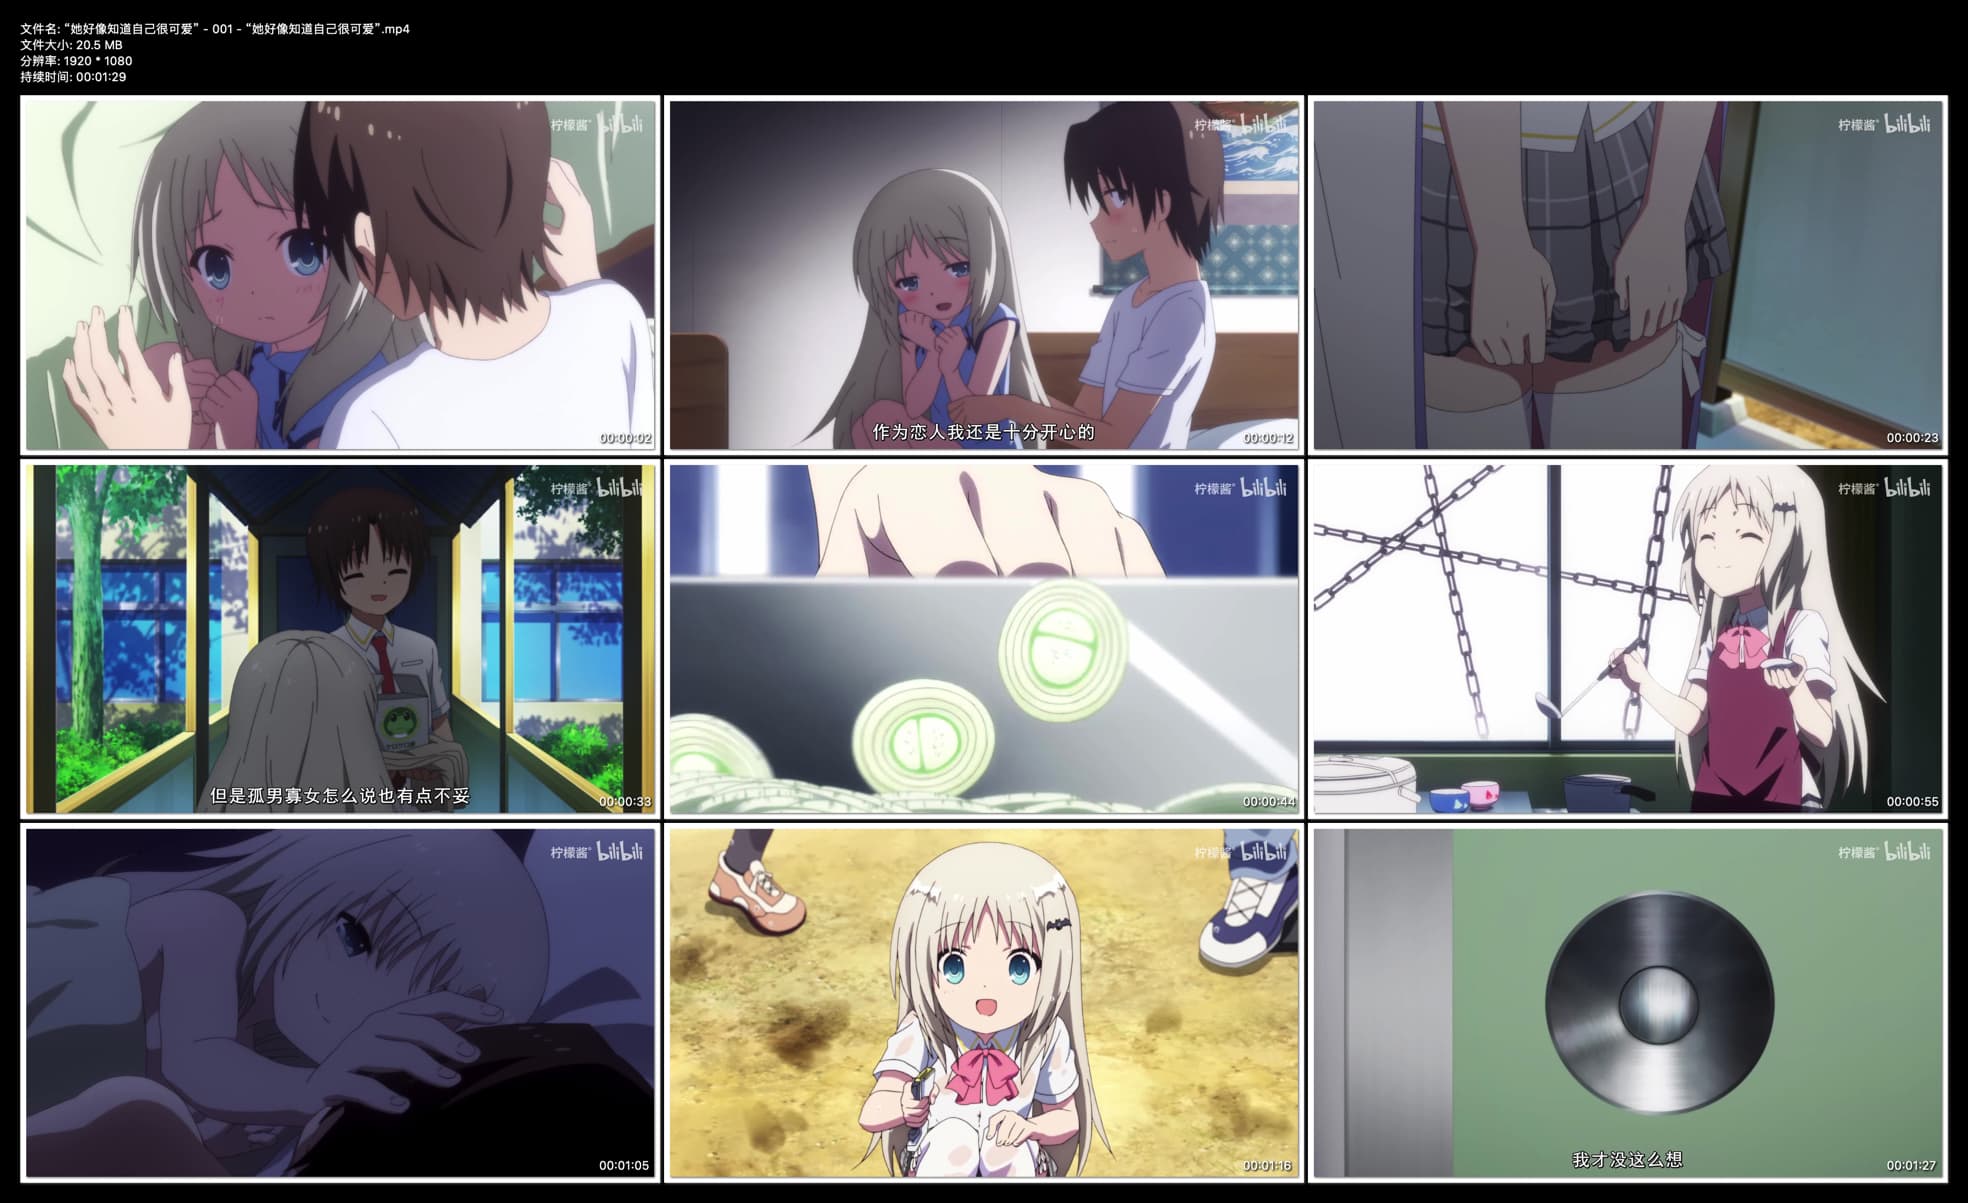 文件名: “她好像知道自己很可爱” - 001 - “她好像知道自己很可爱”.mp4
文件大小: 20.5 MB
分辨率: 1920 * 1080
持续时间: 00:01:29
柠檬酱 bilibili
00:00:02
柠檬酱 bilibili
作为恋人我还是十分开心的
00:00:12
柠檬酱 bilibili
00:00:23
柠檬酱 bilibili
但是孤男寡女怎么说也有点不妥
00:00:33
柠檬酱 bilibili
00:00:44
柠檬酱 bilibili
00:00:55
柠檬酱 bilibili
00:01:05
柠檬酱 bilibili
00:01:16
柠檬酱 bilibili
我才没这么想
00:01:27